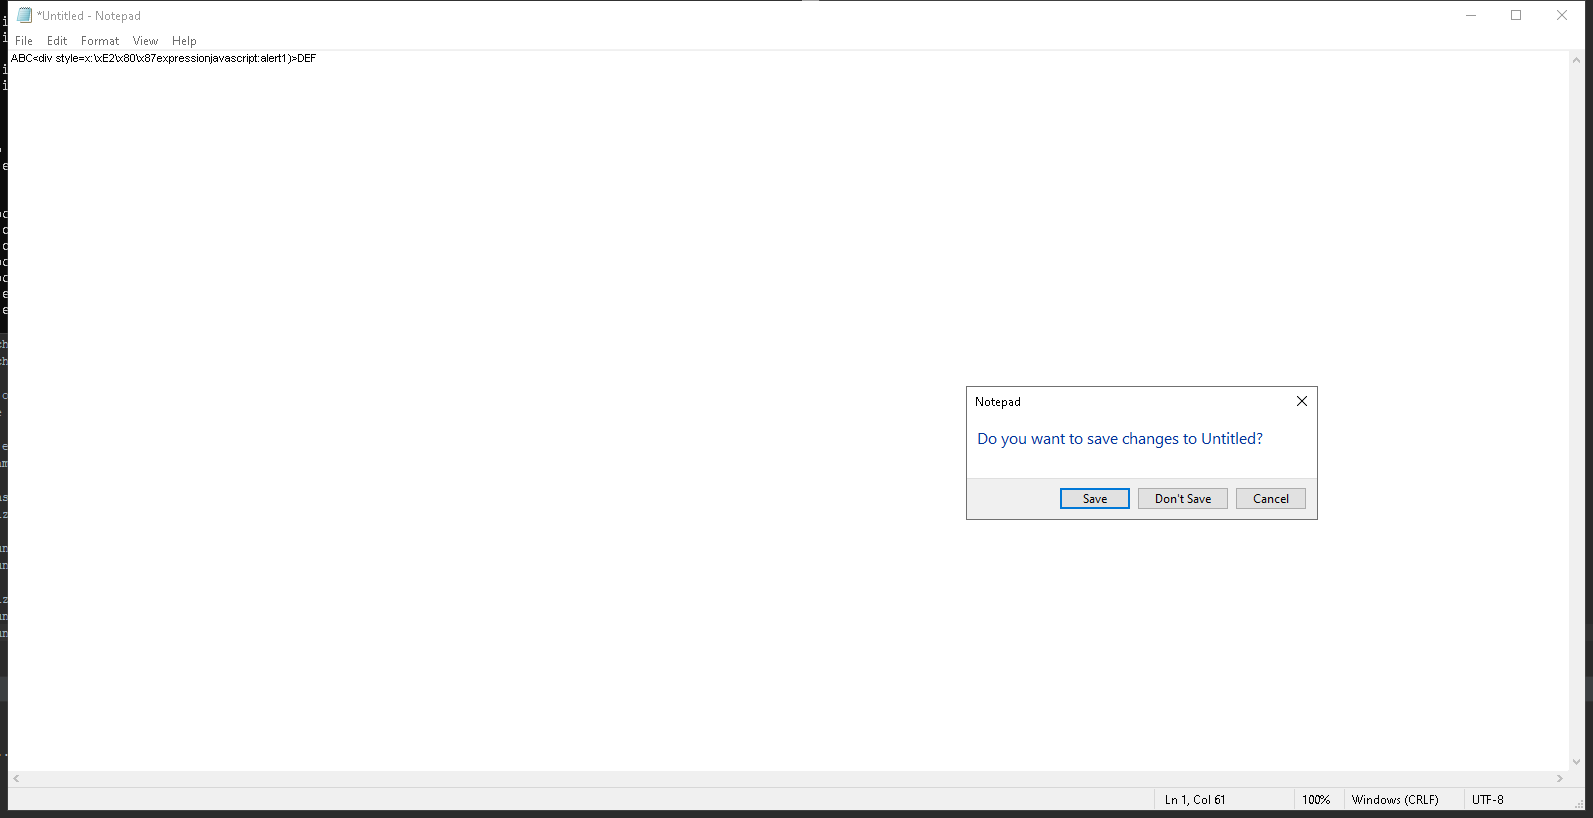 *Untitled - Notepad
File Edit Format View Help
ABC<div style=x:\xE2\x80\x87expressionjavascript:alert1)>DEF
Notepad
Do you want to save changes to Untitled?
Save Don't Save Cancel
Ln 1, Col 61 100% Windows (CRLF) UTF-8